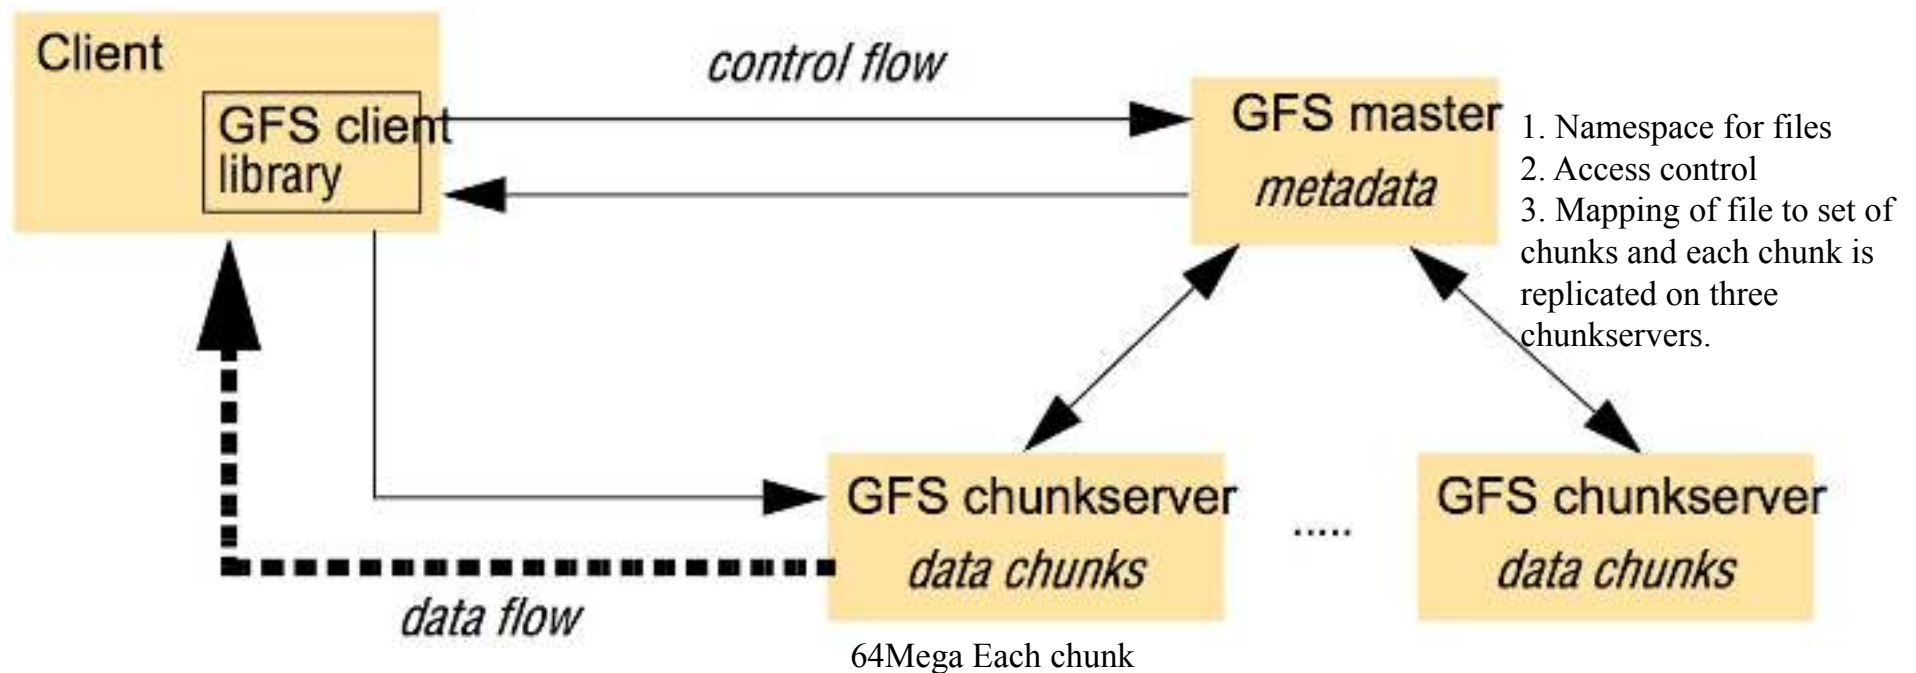 Client
GFS client
library
control flow
GFS master
metadata
1. Namespace for files
2. Access control
3. Mapping of file to set of
chunks and each chunk is
replicated on three
chunkservers.
GFS chunkserver
data chunks
.....
GFS chunkserver
data chunks
data flow
64Mega Each chunk